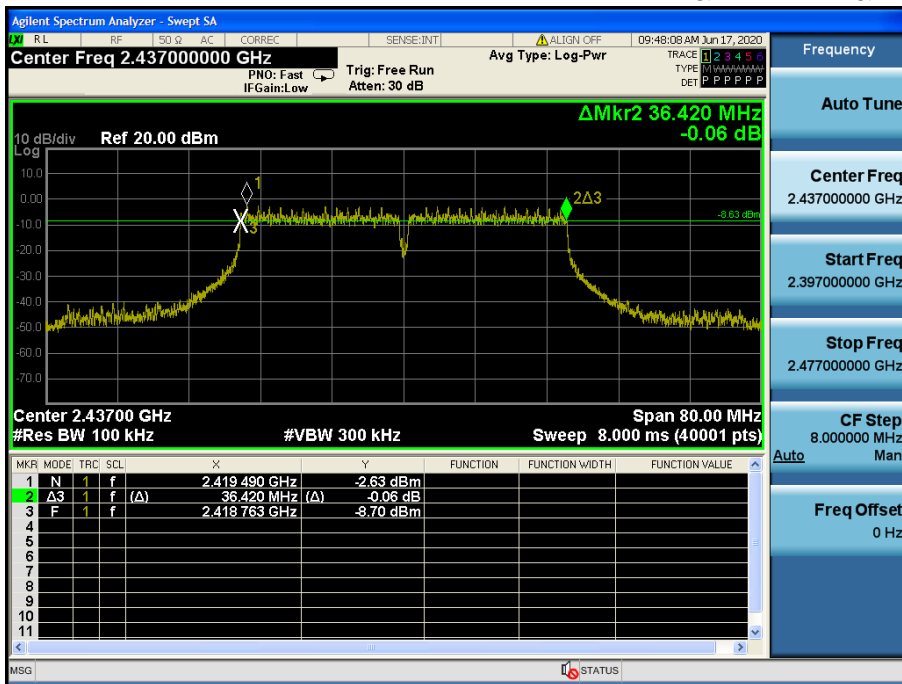 Agilent Spectrum Analyzer - Swept SA
LXI RL RF 50 Ω AC CORREC SENSE:INT ALIGN OFF 09:48:08 AM Jun 17, 2020
Center Freq 2.437000000 GHz
PNO: Fast
IFGain:Low
Trig: Free Run
Atten: 30 dB
Avg Type: Log-Pwr
TRACE 1 2 3 4 5 6
TYPE MWWWWW
DET P P P P P P
ΔMkr2 36.420 MHz
-0.06 dB
10 dB/div Ref 20.00 dBm
Log
10.0
0.00
-10.0
-20.0
-30.0
-40.0
-50.0
-60.0
-70.0
1
2Δ3
X3
-8.63 dBm
Center 2.43700 GHz Span 80.00 MHz
#Res BW 100 kHz #VBW 300 kHz Sweep 8.000 ms (40001 pts)
MKR MODE TRC SCL X Y FUNCTION FUNCTION WIDTH FUNCTION VALUE
1 N 1 f 2.419 490 GHz -2.63 dBm
2 Δ3 1 f (Δ) 36.420 MHz (Δ) -0.06 dB
3 F 1 f 2.418 763 GHz -8.70 dBm
4
5
6
7
8
9
10
11
MSG STATUS
Frequency
Auto Tune
Center Freq
2.437000000 GHz
Start Freq
2.397000000 GHz
Stop Freq
2.477000000 GHz
CF Step
8.000000 MHz
Auto Man
Freq Offset
0 Hz